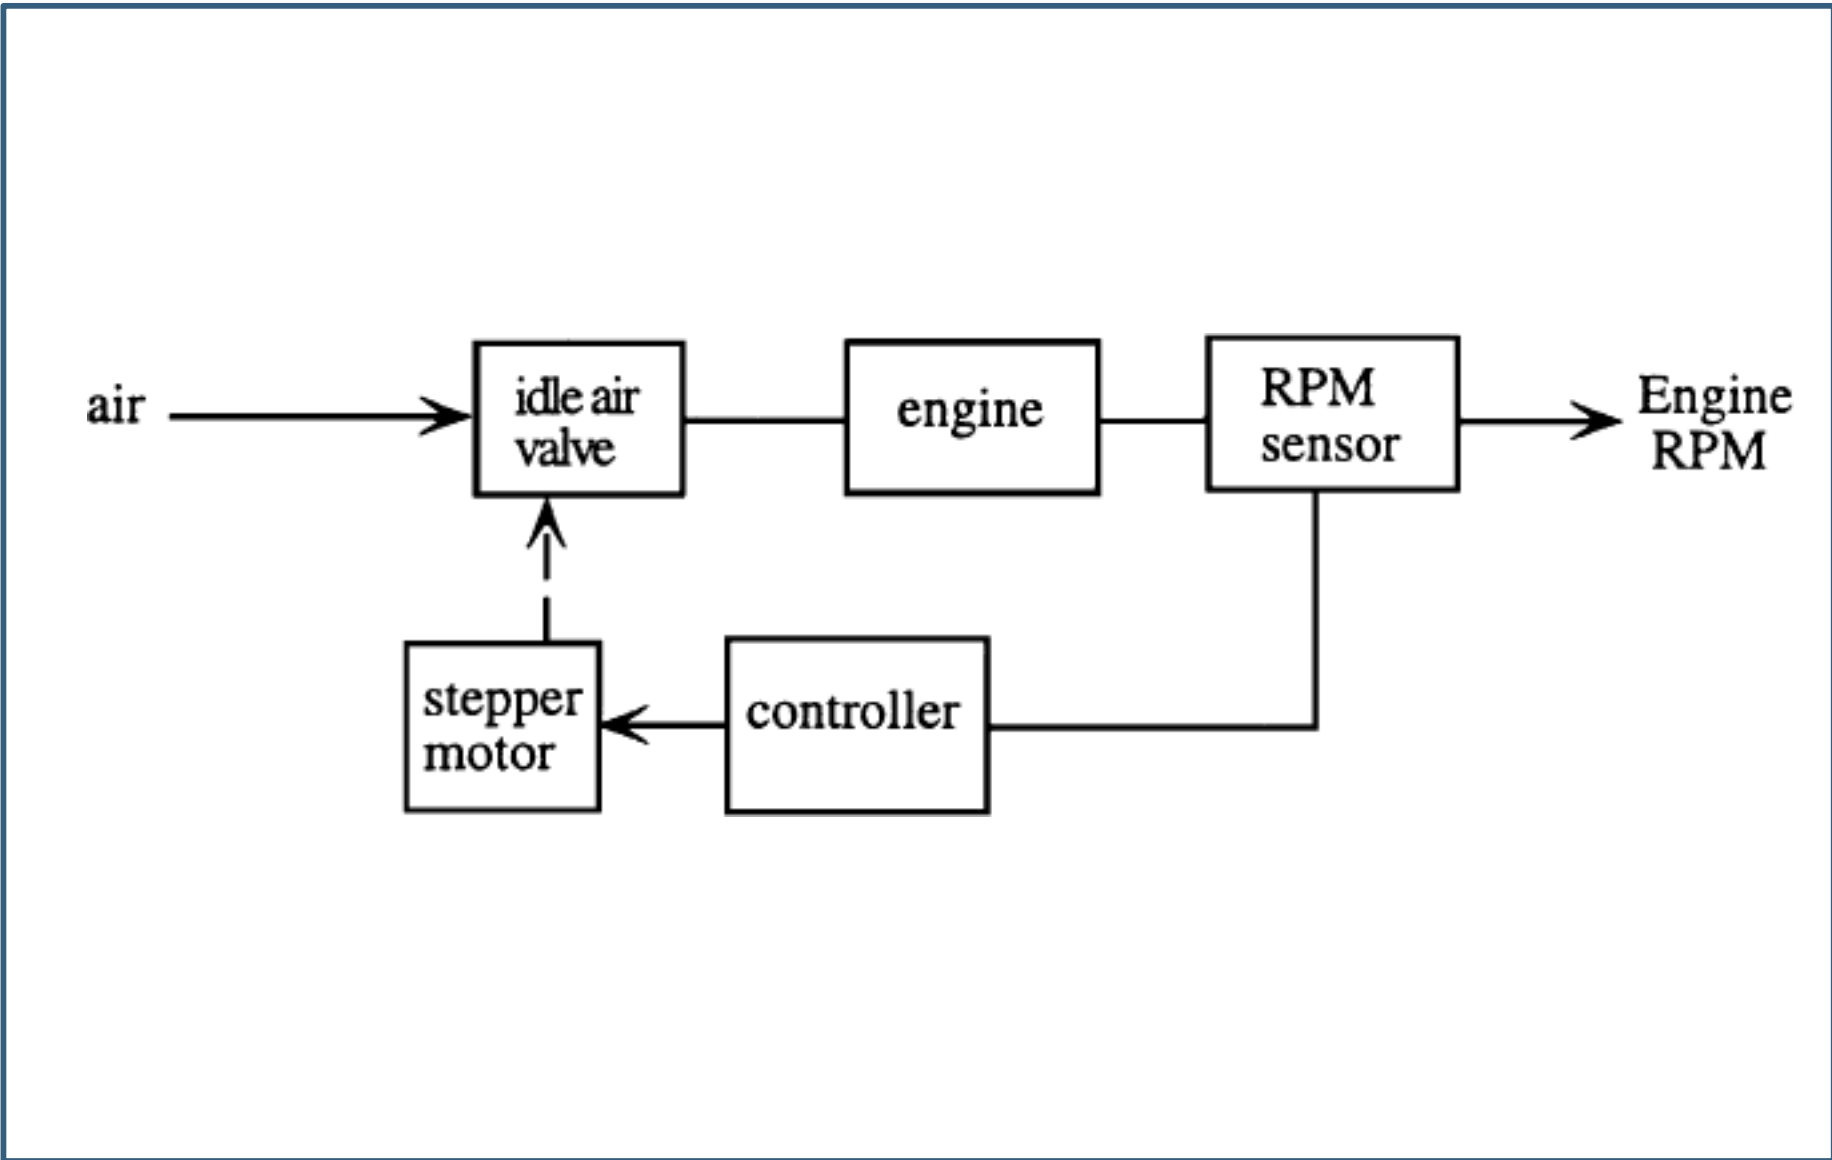 air
idle air
valve
engine
RPM
sensor
Engine
RPM
stepper
motor
controller